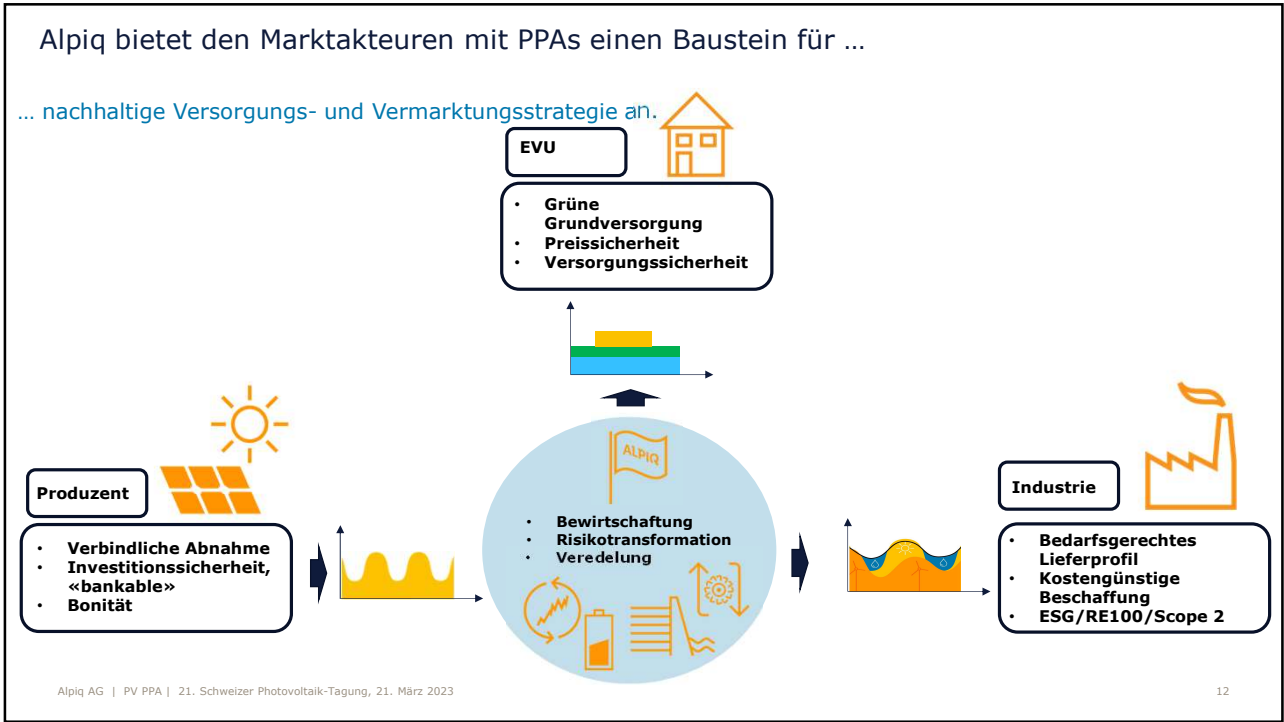 Alpiq bietet den Marktakteuren mit PPAs einen Baustein für …
… nachhaltige Versorgungs- und Vermarktungsstrategie an.
EVU
• Grüne
Grundversorgung
• Preissicherheit
• Versorgungssicherheit
Produzent
• Verbindliche Abnahme
• Investitionssicherheit,
«bankable»
• Bonität
ALPIQ
• Bewirtschaftung
• Risikotransformation
• Veredelung
Industrie
• Bedarfsgerechtes
Lieferprofil
• Kostengünstige
Beschaffung
• ESG/RE100/Scope 2
Alpiq AG | PV PPA | 21. Schweizer Photovoltaik-Tagung, 21. März 2023
12